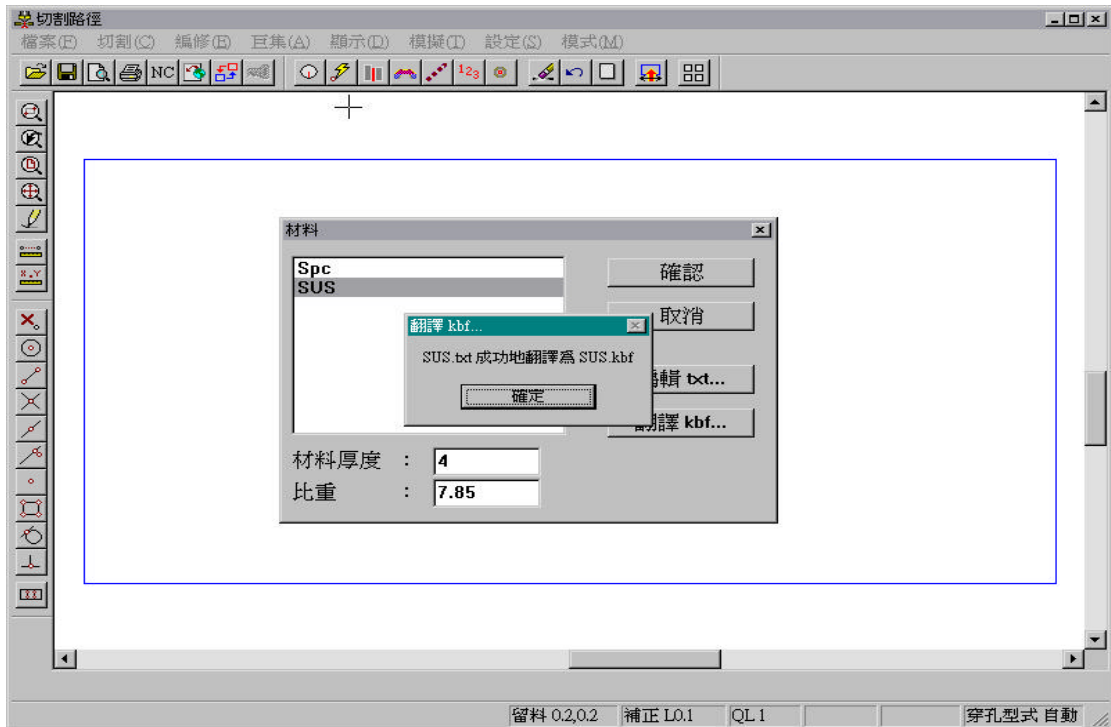 切割路徑
檔案(F) 切割(C) 編修(E) 巨集(A) 顯示(D) 模擬(T) 設定(S) 模式(M)
NC 123
X,Y
材料
Spc
SUS
確認
取消
翻譯 kbf...
SUS.txt 成功地翻譯為 SUS.kbf
確定
編輯 txt...
翻譯 kbf...
材料厚度 : 4
比重 : 7.85
留料 0.2,0.2 補正 L0.1 QL 1 穿孔型式 自動